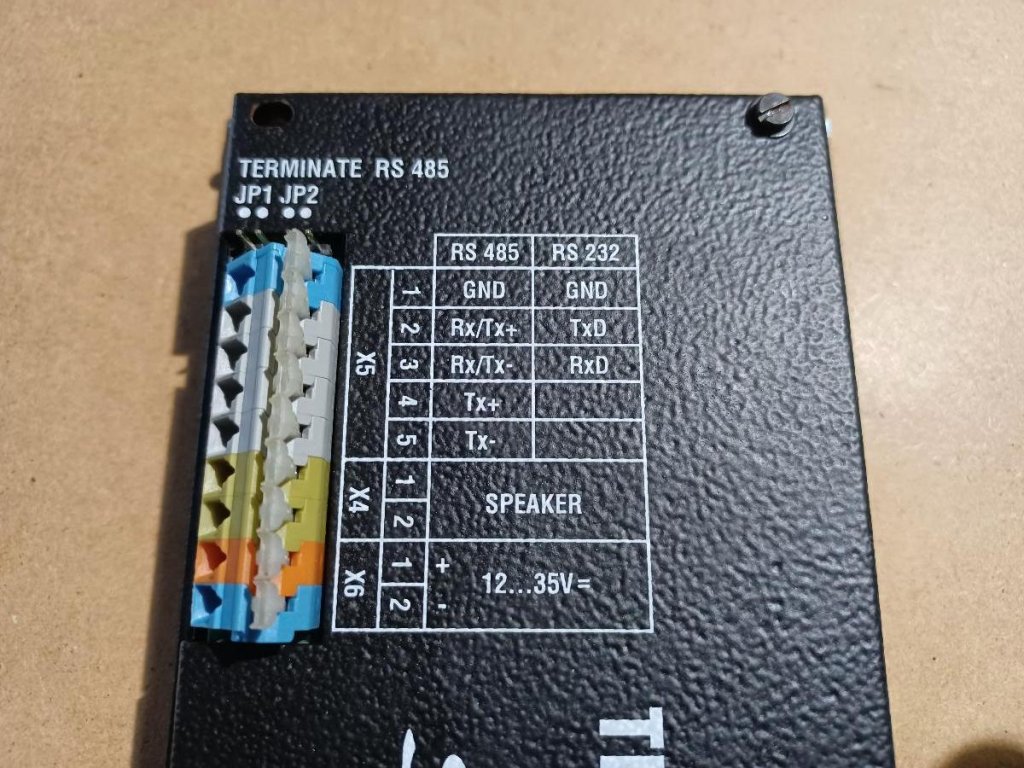 TERMINATE RS 485
JP1 JP2
RS 485 RS 232
X5 1 GND GND
2 Rx/Tx+ TxD
3 Rx/Tx- RxD
4 Tx+
5 Tx-
X4 1 SPEAKER
2
X6 1 + 12...35V=
2 -